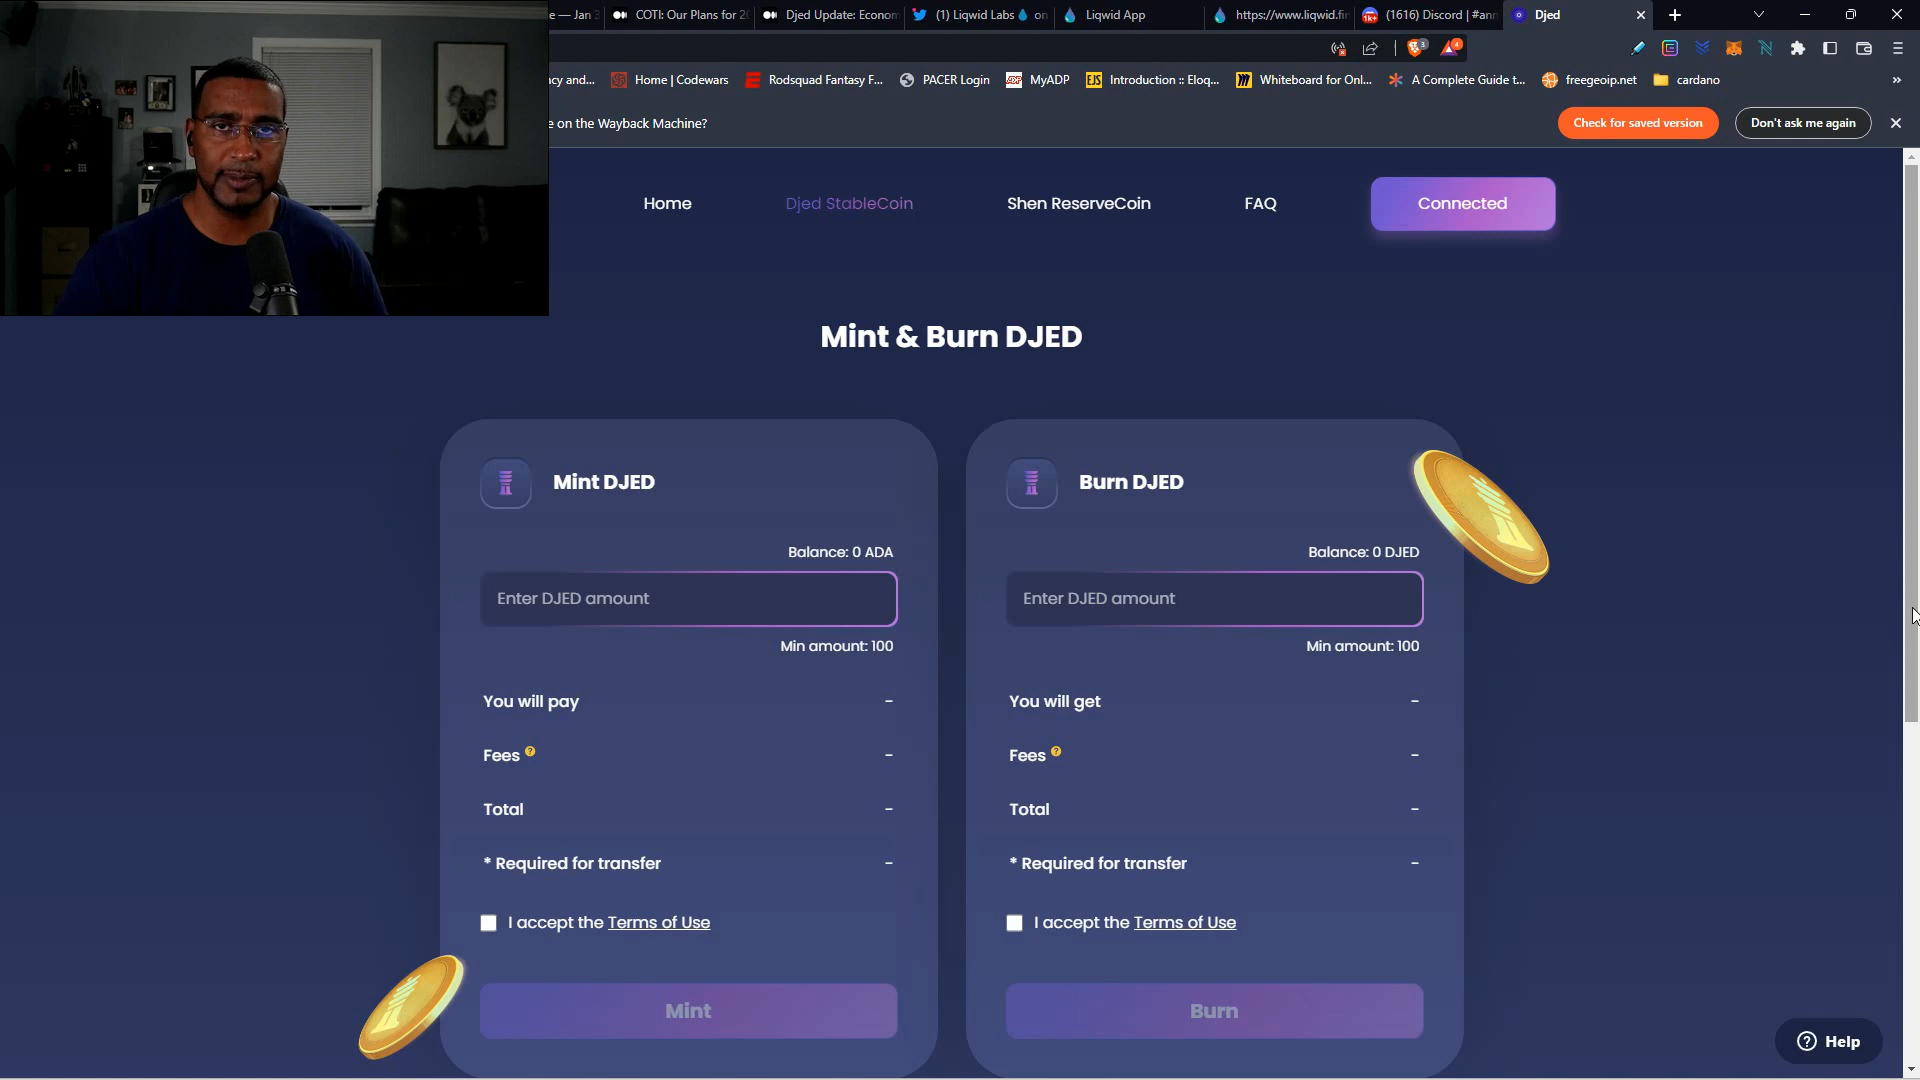 e — Jan 3
COTI: Our Plans for 2
Djed Update: Econom
(1) Liqwid Labs💧 on
Liqwid App
https://www.liqwid.fin
(1616) Discord | #ann
Djed
icy and...
Home | Codewars
Rodsquad Fantasy F...
PACER Login
MyADP
Introduction :: Eloq...
Whiteboard for Onl...
A Complete Guide t...
freegeoip.net
cardano
e on the Wayback Machine?
Check for saved version
Don't ask me again
Home
Djed StableCoin
Shen ReserveCoin
FAQ
Connected
Mint & Burn DJED
Mint DJED
Balance: 0 ADA
Enter DJED amount
Min amount: 100
You will pay -
Fees ? -
Total -
* Required for transfer -
I accept the Terms of Use
Mint
Burn DJED
Balance: 0 DJED
Enter DJED amount
Min amount: 100
You will get -
Fees ? -
Total -
* Required for transfer -
I accept the Terms of Use
Burn
Help